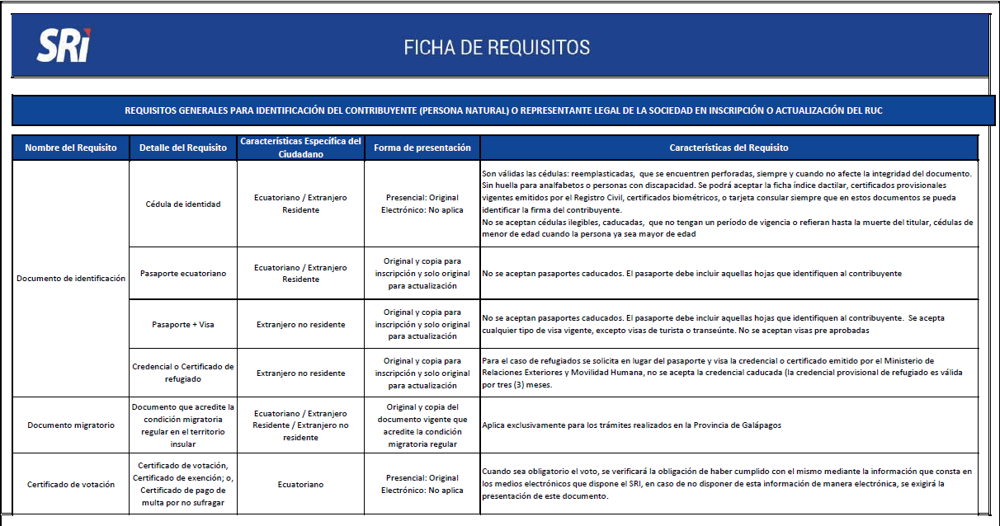 SRi
FICHA DE REQUISITOS
REQUISITOS GENERALES PARA IDENTIFICACIÓN DEL CONTRIBUYENTE (PERSONA NATURAL) O REPRESENTANTE LEGAL DE LA SOCIEDAD EN INSCRIPCIÓN O ACTUALIZACIÓN DEL RUC
Nombre del Requisito
Detalle del Requisito
Características Específica del
Ciudadano
Forma de presentación
Características del Requisito
Documento de identificación
Cédula de identidad
Ecuatoriano / Extranjero
Residente
Presencial: Original
Electrónico: No aplica
Son válidas las cédulas: reemplasticadas, que se encuentren perforadas, siempre y cuando no afecte la integridad del documento.
Sin huella para analfabetos o personas con discapacidad. Se podrá aceptar la ficha índice dactilar, certificados provisionales
vigentes emitidos por el Registro Civil, certificados biométricos, o tarjeta consular siempre que en estos documentos se pueda
identificar la firma del contribuyente.
No se aceptan cédulas ilegibles, caducadas, que no tengan un período de vigencia o refieran hasta la muerte del titular, cédulas de
menor de edad cuando la persona ya sea mayor de edad
Pasaporte ecuatoriano
Ecuatoriano / Extranjero
Residente
Original y copia para
inscripción y solo original
para actualización
No se aceptan pasaportes caducados. El pasaporte debe incluir aquellas hojas que identifiquen al contribuyente
Pasaporte + Visa
Extranjero no residente
Original y copia para
inscripción y solo original
para actualización
No se aceptan pasaportes caducados. El pasaporte debe incluir aquellas hojas que identifiquen al contribuyente. Se acepta
cualquier tipo de visa vigente, excepto visas de turista o transeúnte. No se aceptan visas pre aprobadas
Credencial o Certificado de
refugiado
Extranjero no residente
Original y copia para
inscripción y solo original
para actualización
Para el caso de refugiados se solicita en lugar del pasaporte y visa la credencial o certificado emitido por el Ministerio de
Relaciones Exteriores y Movilidad Humana, no se acepta la credencial caducada (la credencial provisional de refugiado es válida
por tres (3) meses.
Documento migratorio
Documento que acredite la
condición migratoria
regular en el territorio
insular
Ecuatoriano / Extranjero
Residente / Extranjero no
residente
Original y copia del
documento vigente que
acredite la condición
migratoria regular
Aplica exclusivamente para los trámites realizados en la Provincia de Galápagos
Certificado de votación
Certificado de votación,
Certificado de exención; o,
Certificado de pago de
multa por no sufragar
Ecuatoriano
Presencial: Original
Electrónico: No aplica
Cuando sea obligatorio el voto, se verificará la obligación de haber cumplido con el mismo mediante la información que consta en
los medios electrónicos que dispone el SRI, en caso de no disponer de esta información de manera electrónica, se exigirá la
presentación de este documento.